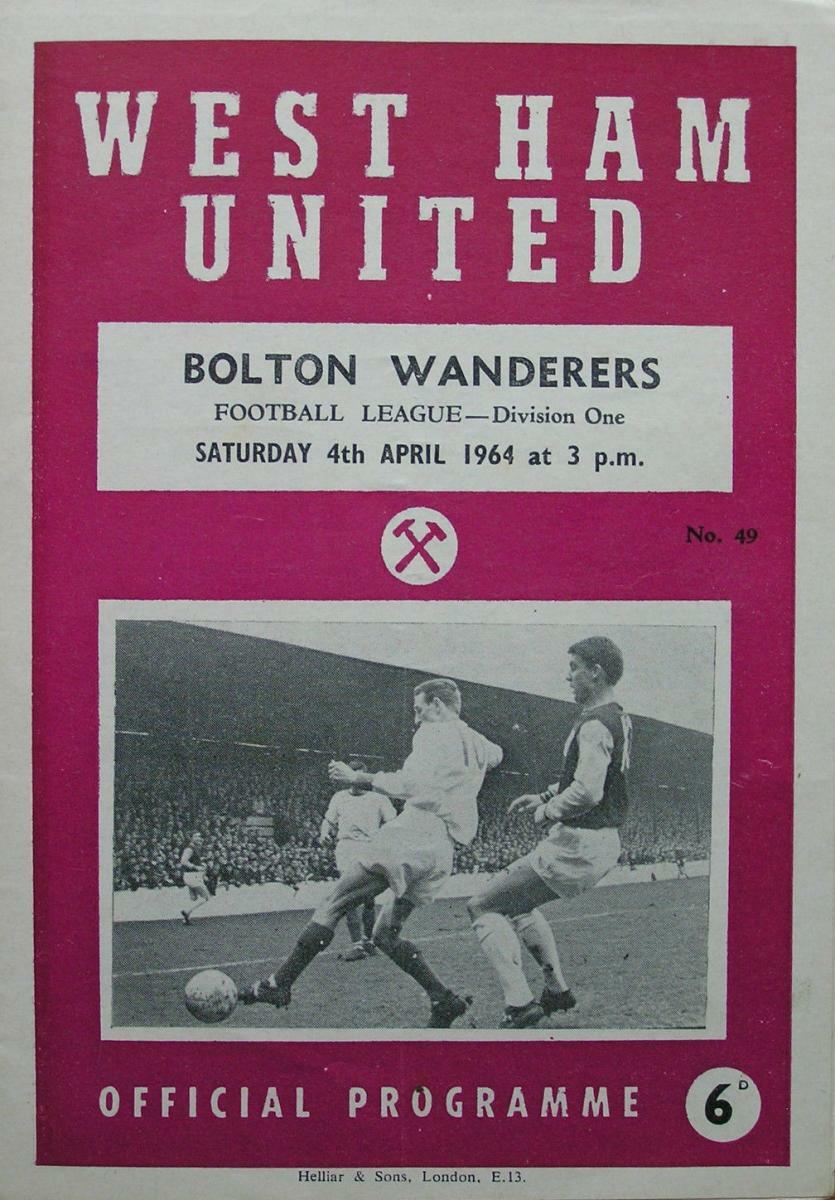 WEST HAM
UNITED
BOLTON WANDERERS
FOOTBALL LEAGUE—Division One
SATURDAY 4th APRIL 1964 at 3 p.m.
No. 49
OFFICIAL PROGRAMME
6D
Helliar & Sons, London, E.13.